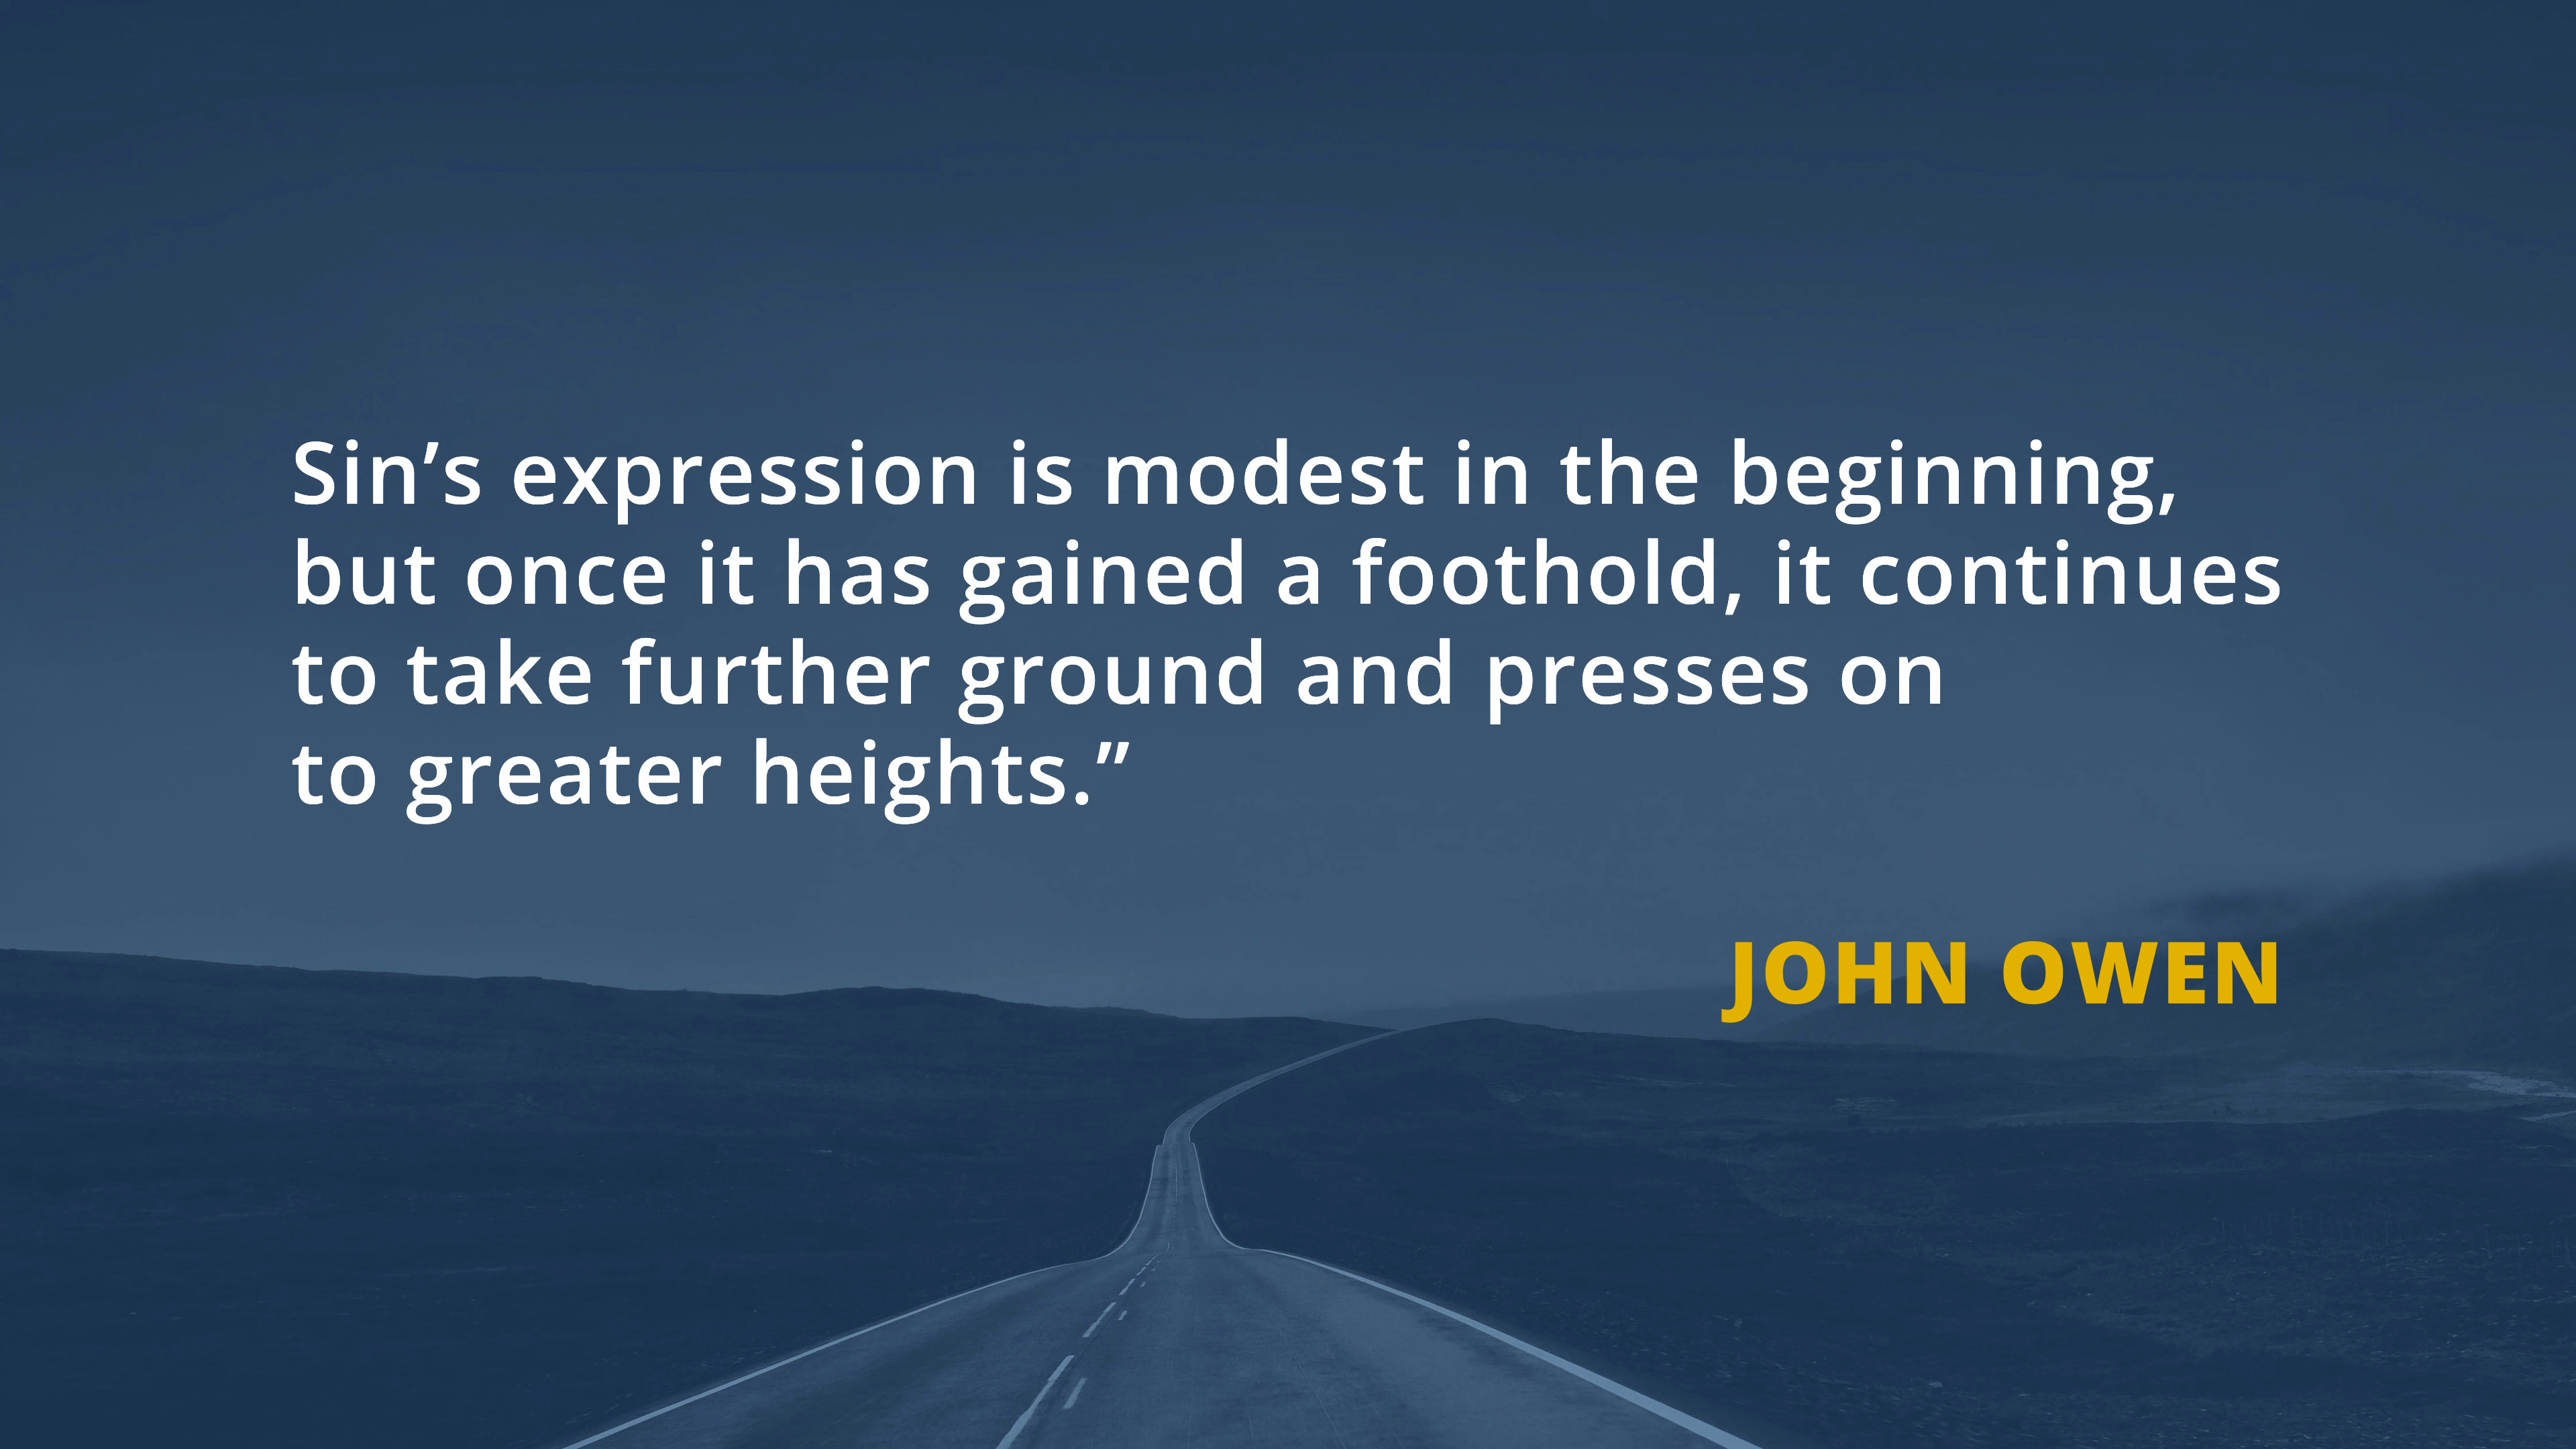 Sin’s expression is modest in the beginning,
but once it has gained a foothold, it continues
to take further ground and presses on
to greater heights.”
JOHN OWEN